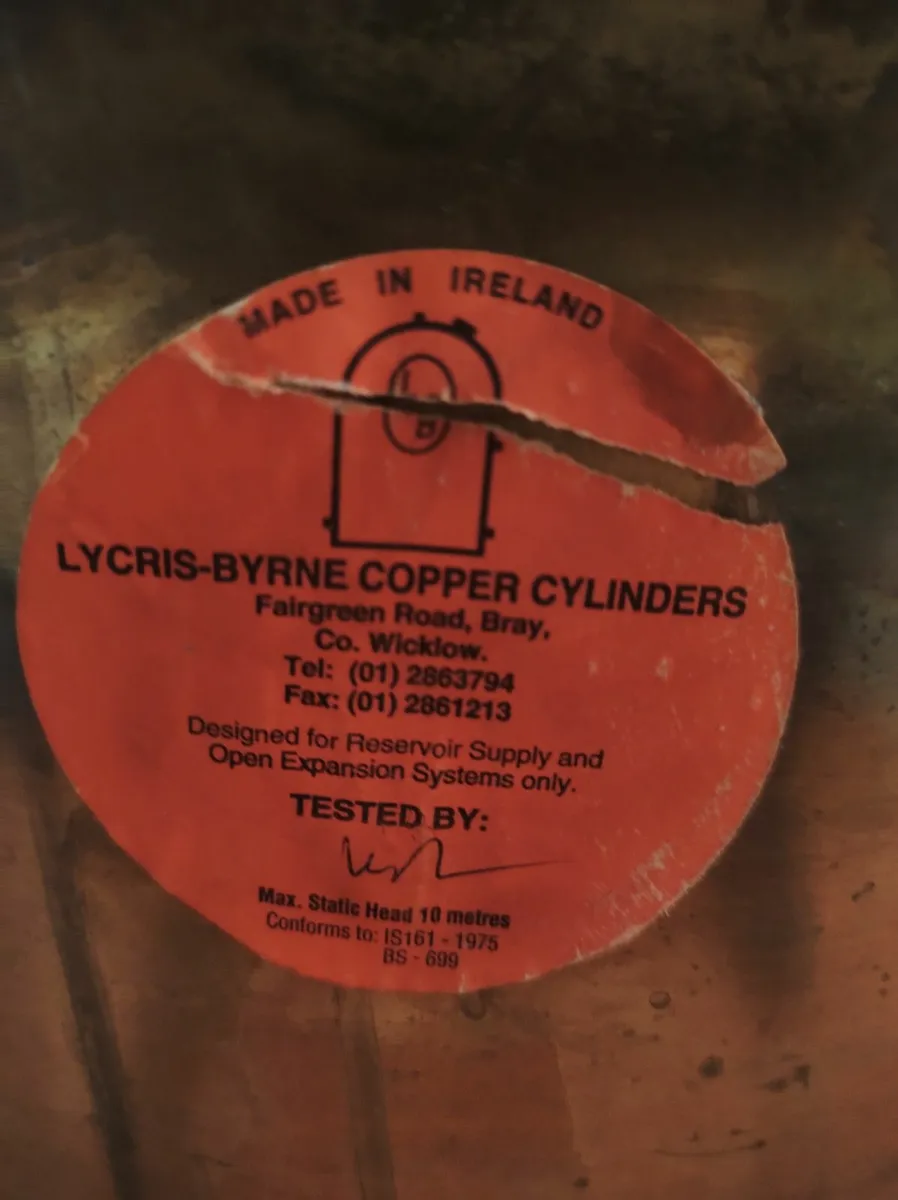 MADE IN IRELAND
LYCRIS-BYRNE COPPER CYLINDERS
Fairgreen Road, Bray,
Co. Wicklow.
Tel: (01) 2863794
Fax: (01) 2861213
Designed for Reservoir Supply and
Open Expansion Systems only.
TESTED BY:
Max. Static Head 10 metres
Conforms to: IS161 - 1975
BS - 699